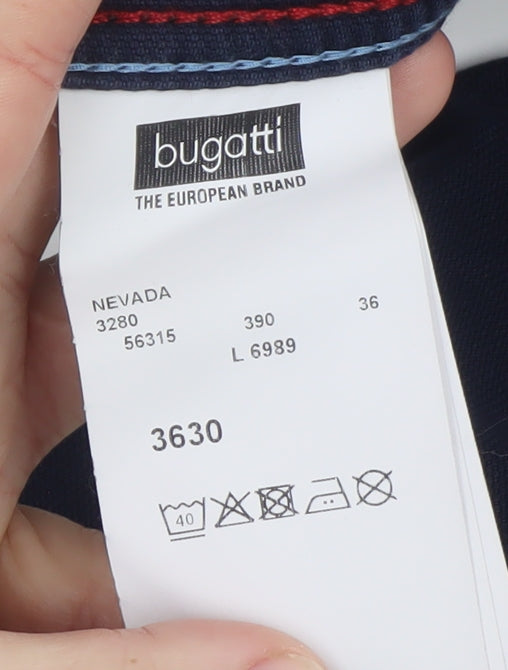 bugatti
THE EUROPEAN BRAND
NEVADA
3280 390 36
56315
L 6989
3630
40